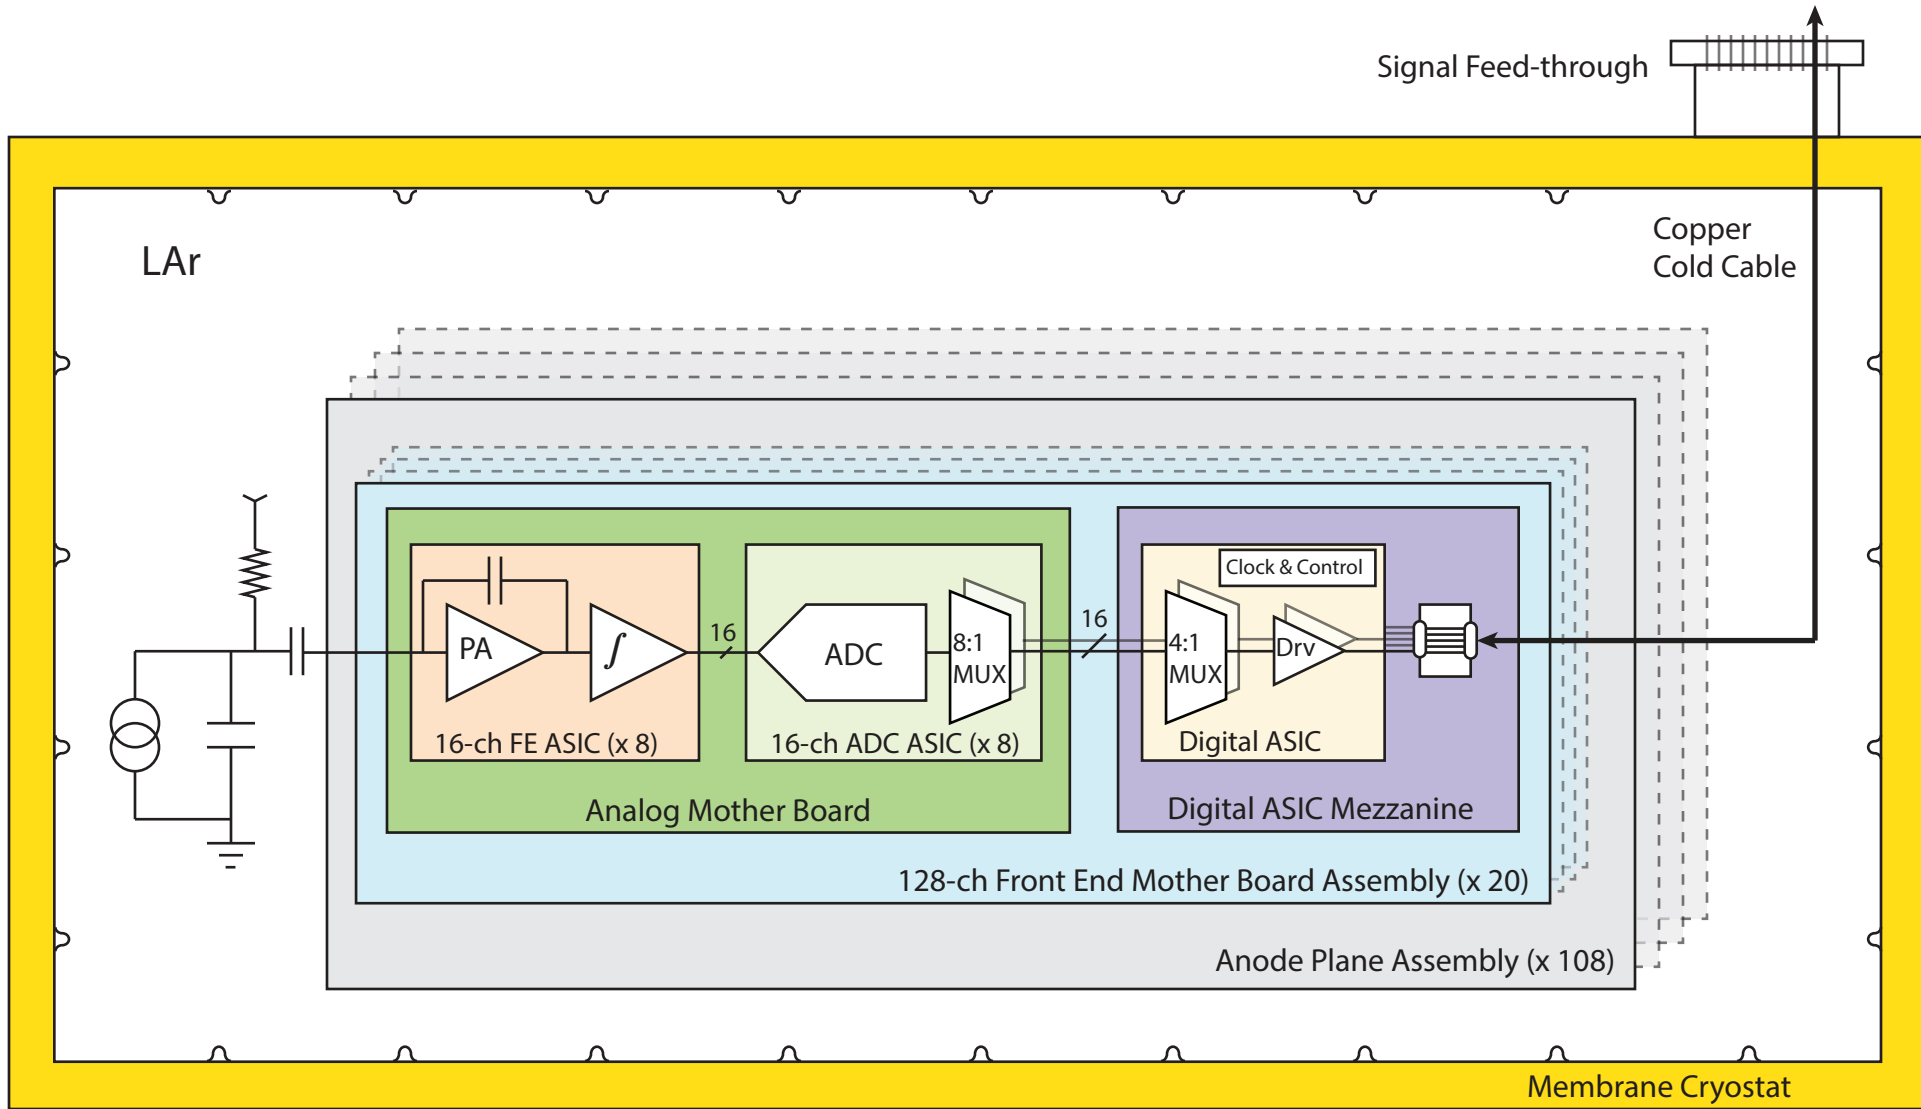 Signal Feed-through
Copper
Cold Cable
LAr
Clock & Control
PA
∫
16
ADC
8:1
MUX
16
4:1
MUX
Drv
16-ch FE ASIC (x 8)
16-ch ADC ASIC (x 8)
Digital ASIC
Analog Mother Board
Digital ASIC Mezzanine
128-ch Front End Mother Board Assembly (x 20)
Anode Plane Assembly (x 108)
Membrane Cryostat